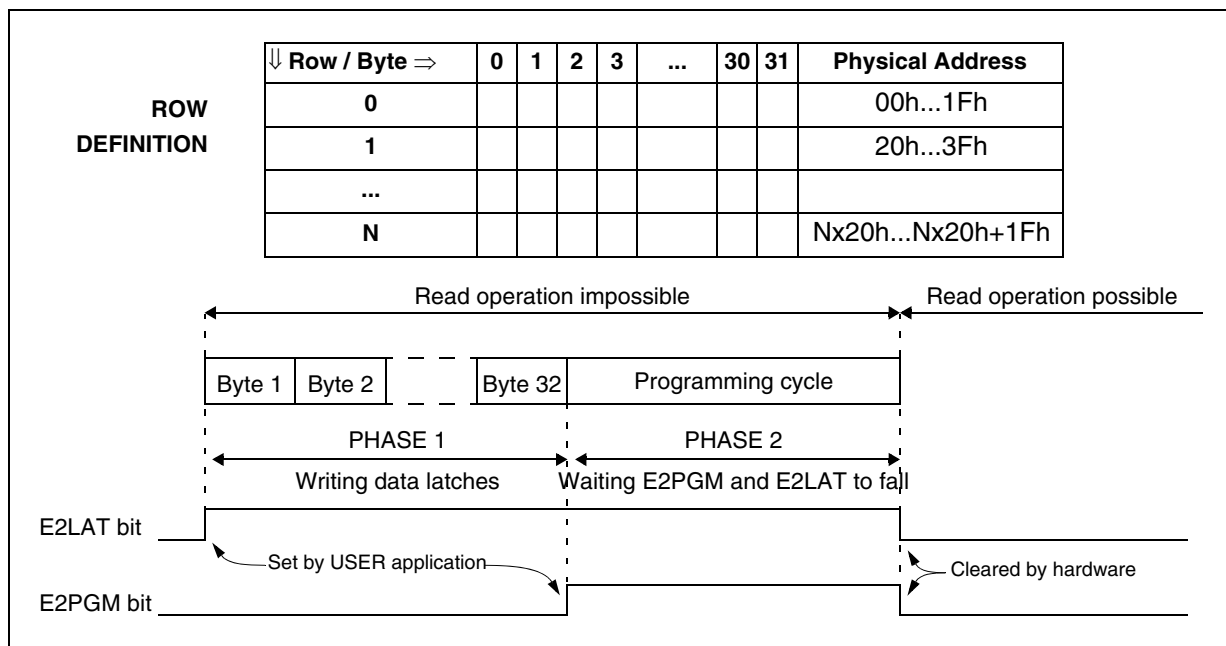 ⇓ Row / Byte ⇒ 0 1 2 3 ... 30 31 Physical Address
ROW DEFINITION
0 00h...1Fh
1 20h...3Fh
...
N Nx20h...Nx20h+1Fh
Read operation impossible Read operation possible
Byte 1 Byte 2 Byte 32 Programming cycle
PHASE 1 PHASE 2
Writing data latches Waiting E2PGM and E2LAT to fall
E2LAT bit
Set by USER application Cleared by hardware
E2PGM bit